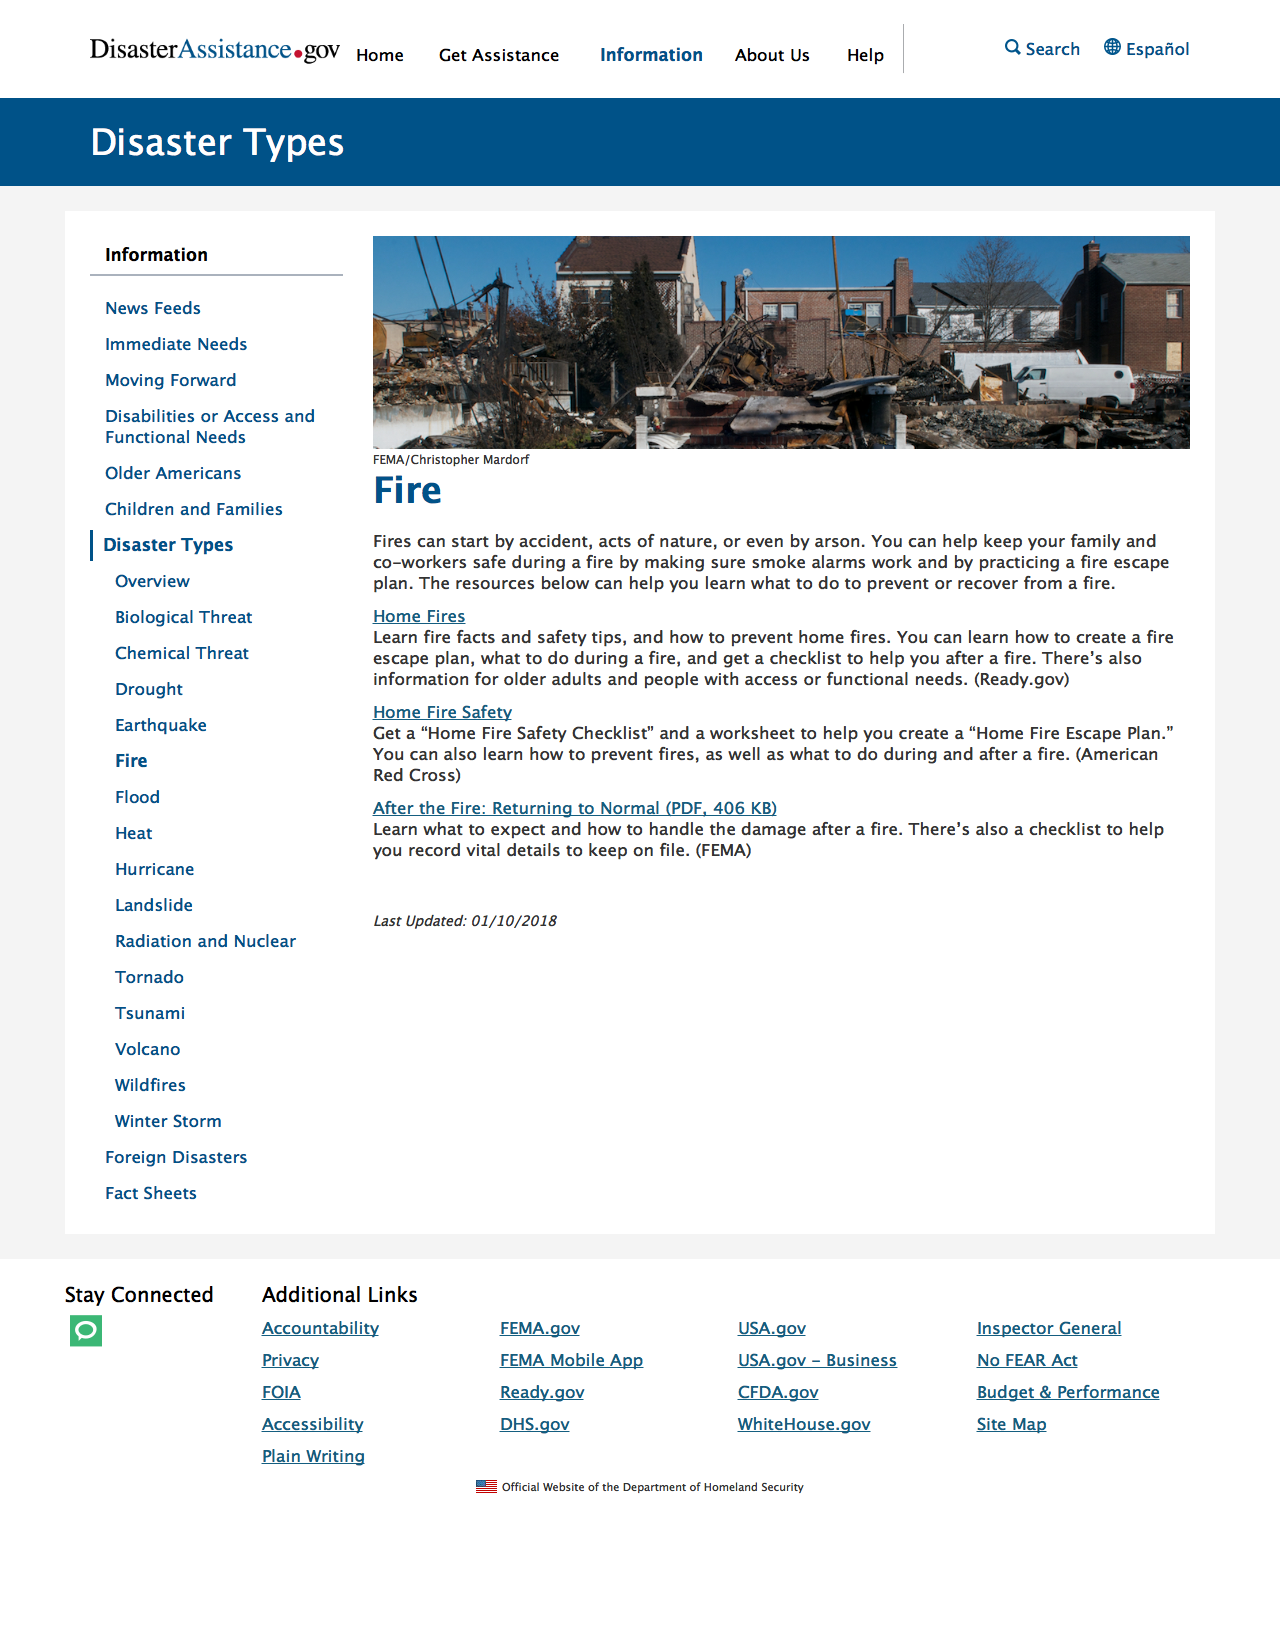 DisasterAssistance.gov
Home
Get Assistance
Information
About Us
Help
Search
Español
Disaster Types
Information
News Feeds
Immediate Needs
Moving Forward
Disabilities or Access and
Functional Needs
Older Americans
Children and Families
Disaster Types
Overview
Biological Threat
Chemical Threat
Drought
Earthquake
Fire
Flood
Heat
Hurricane
Landslide
Radiation and Nuclear
Tornado
Tsunami
Volcano
Wildfires
Winter Storm
Foreign Disasters
Fact Sheets
FEMA/Christopher Mardorf
Fire
Fires can start by accident, acts of nature, or even by arson. You can help keep your family and
co-workers safe during a fire by making sure smoke alarms work and by practicing a fire escape
plan. The resources below can help you learn what to do to prevent or recover from a fire.
Home Fires
Learn fire facts and safety tips, and how to prevent home fires. You can learn how to create a fire
escape plan, what to do during a fire, and get a checklist to help you after a fire. There's also
information for older adults and people with access or functional needs. (Ready.gov)
Home Fire Safety
Get a “Home Fire Safety Checklist” and a worksheet to help you create a “Home Fire Escape Plan.”
You can also learn how to prevent fires, as well as what to do during and after a fire. (American
Red Cross)
After the Fire: Returning to Normal (PDF, 406 KB)
Learn what to expect and how to handle the damage after a fire. There's also a checklist to help
you record vital details to keep on file. (FEMA)
Last Updated: 01/10/2018
Stay Connected
Additional Links
Accountability
Privacy
FOIA
Accessibility
Plain Writing
FEMA.gov
FEMA Mobile App
Ready.gov
DHS.gov
USA.gov
USA.gov - Business
CFDA.gov
WhiteHouse.gov
Inspector General
No FEAR Act
Budget & Performance
Site Map
Official Website of the Department of Homeland Security